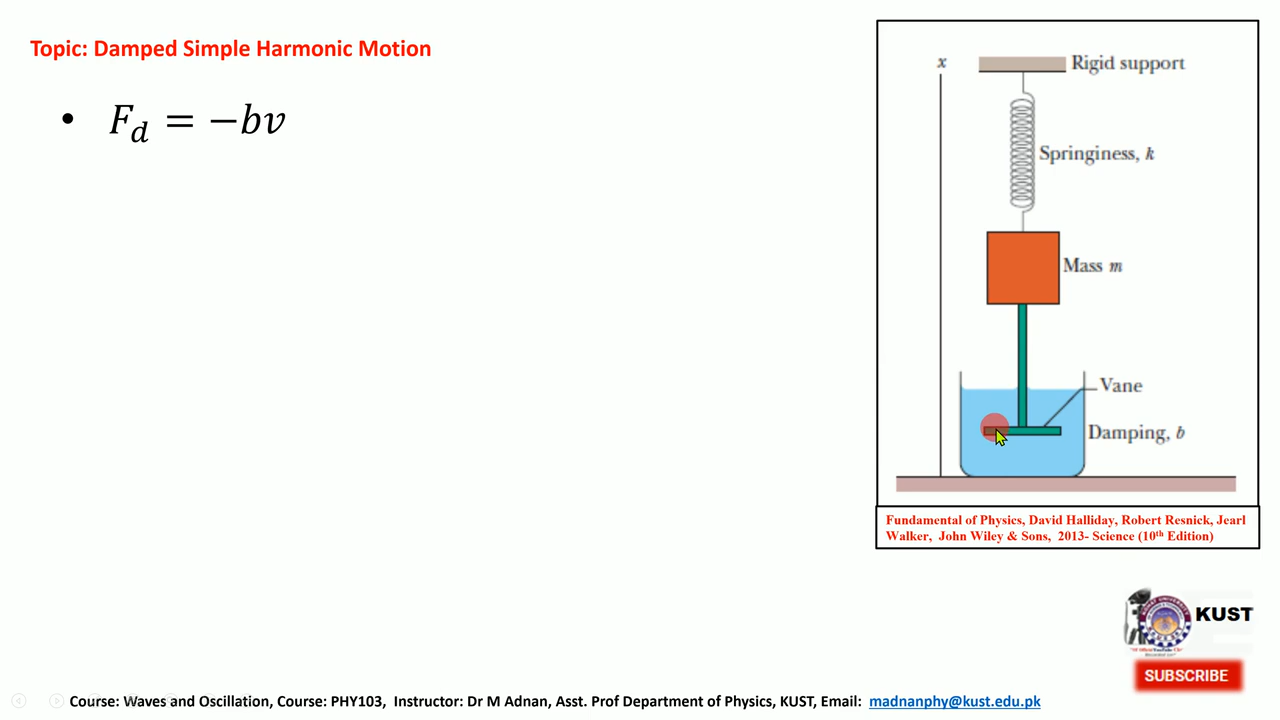 Topic: Damped Simple Harmonic Motion
• F_d = −bv
x
Rigid support
Springiness, k
Mass m
Vane
Damping, b
Fundamental of Physics, David Halliday, Robert Resnick, Jearl
Walker, John Wiley & Sons, 2013- Science (10th Edition)
KUST
SUBSCRIBE
Course: Waves and Oscillation, Course: PHY103, Instructor: Dr M Adnan, Asst. Prof Department of Physics, KUST, Email: madnanphy@kust.edu.pk